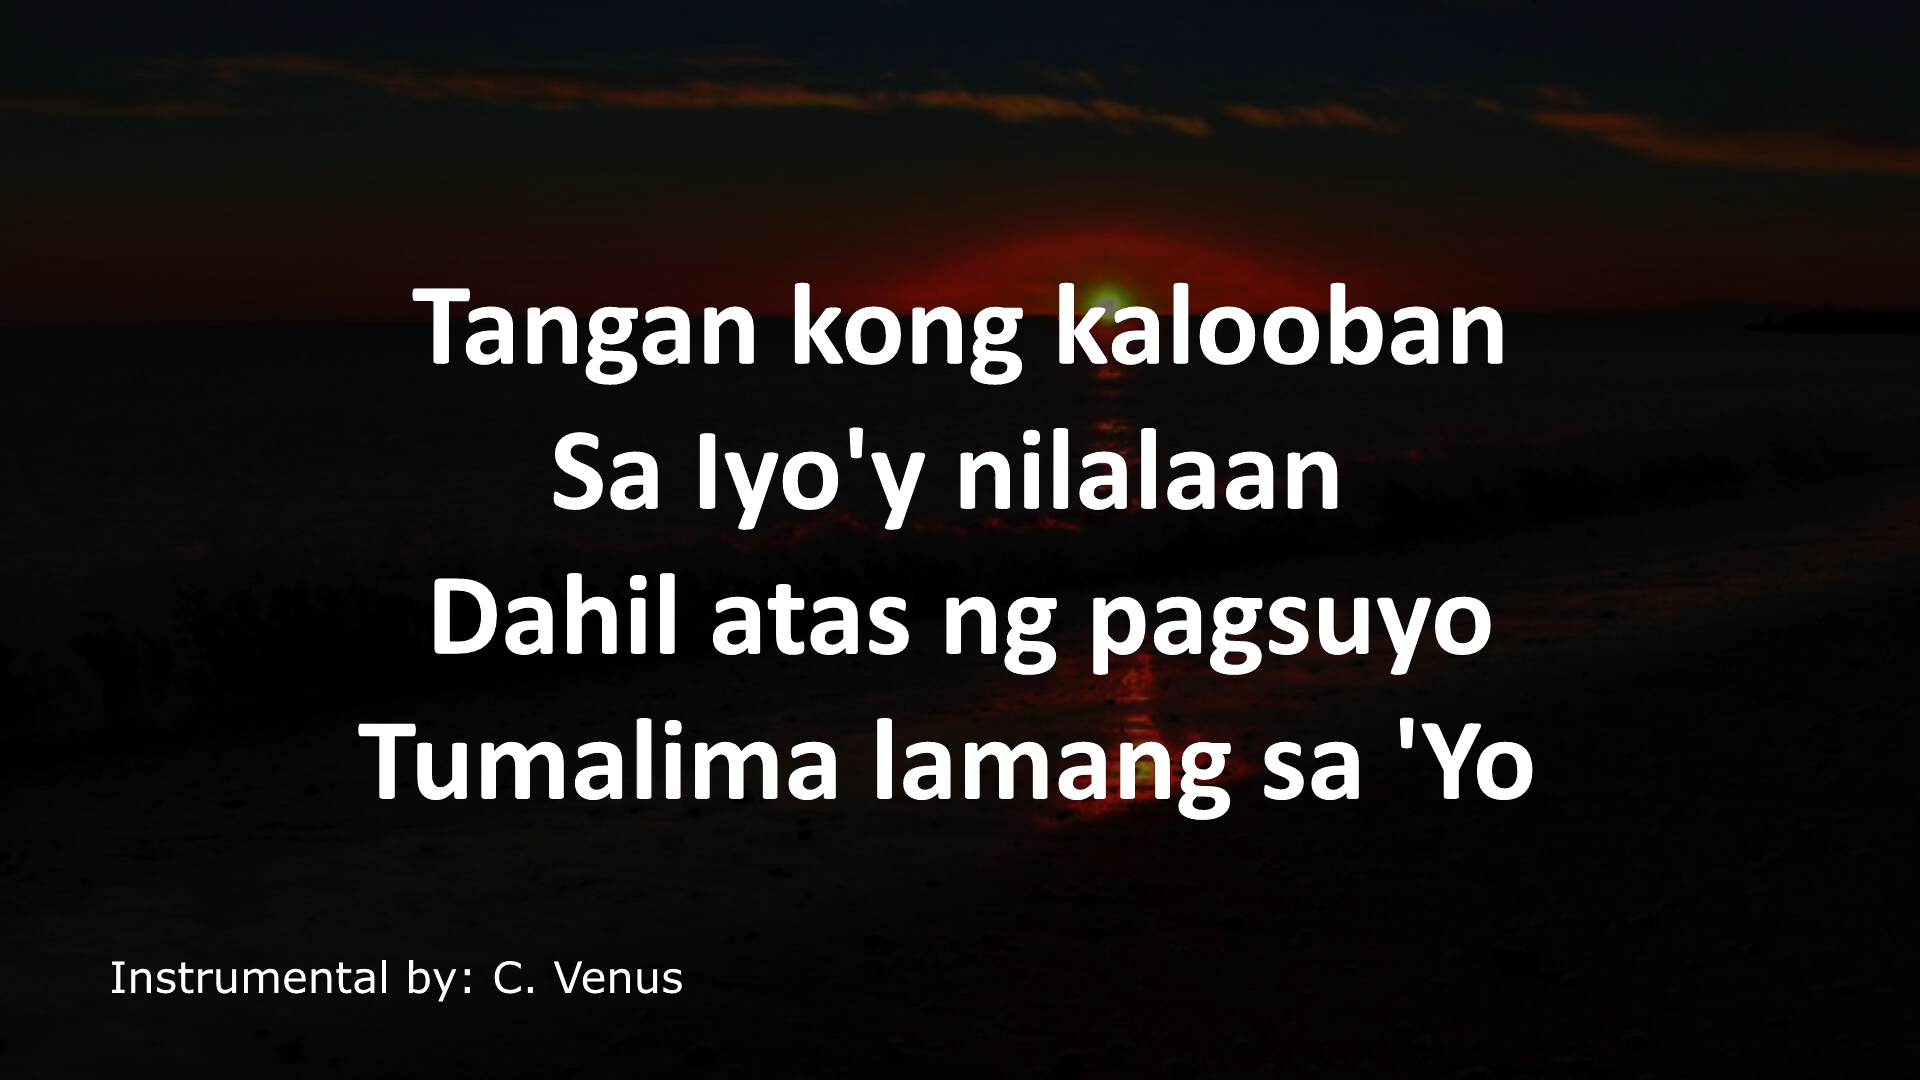 Tangan kong kalooban
Sa Iyo'y nilalaan
Dahil atas ng pagsuyo
Tumalima lamang sa 'Yo
Instrumental by: C. Venus